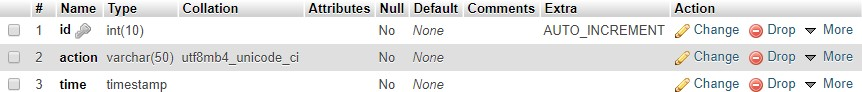 # Name Type Collation Attributes Null Default Comments Extra Action
1 id int(10) No None AUTO_INCREMENT Change Drop More
2 action varchar(50) utf8mb4_unicode_ci No None Change Drop More
3 time timestamp No None Change Drop More